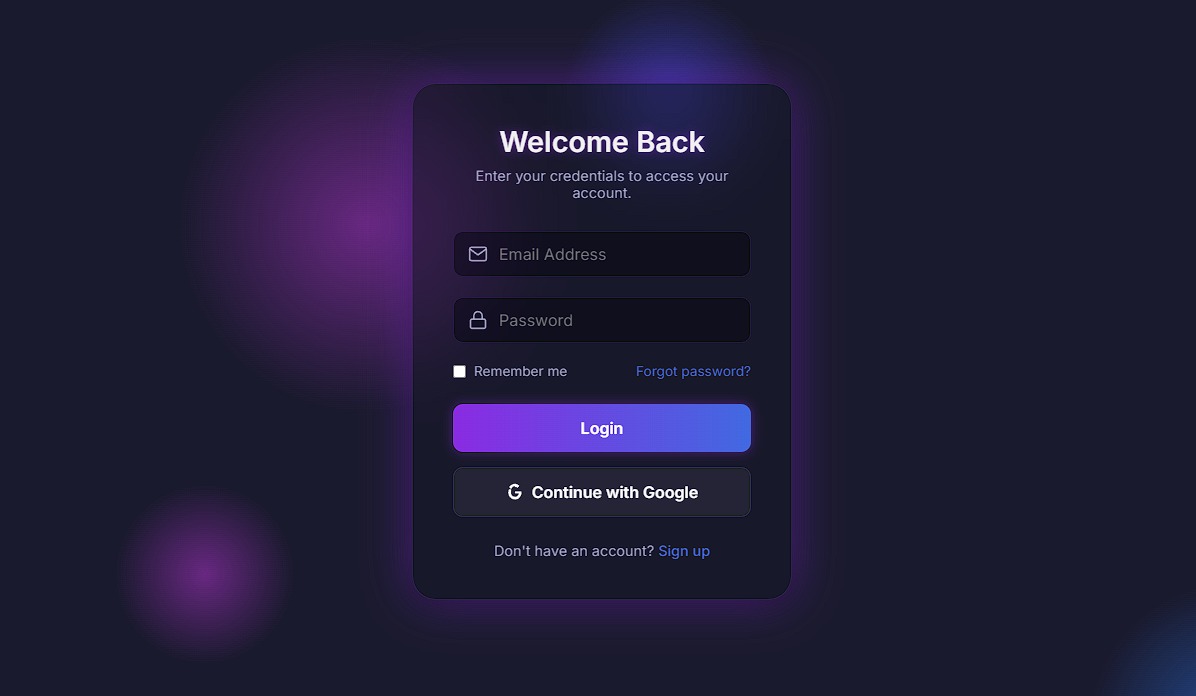 Welcome Back
Enter your credentials to access your
account.
Email Address
Password
Remember me Forgot password?
Login
Continue with Google
Don't have an account? Sign up